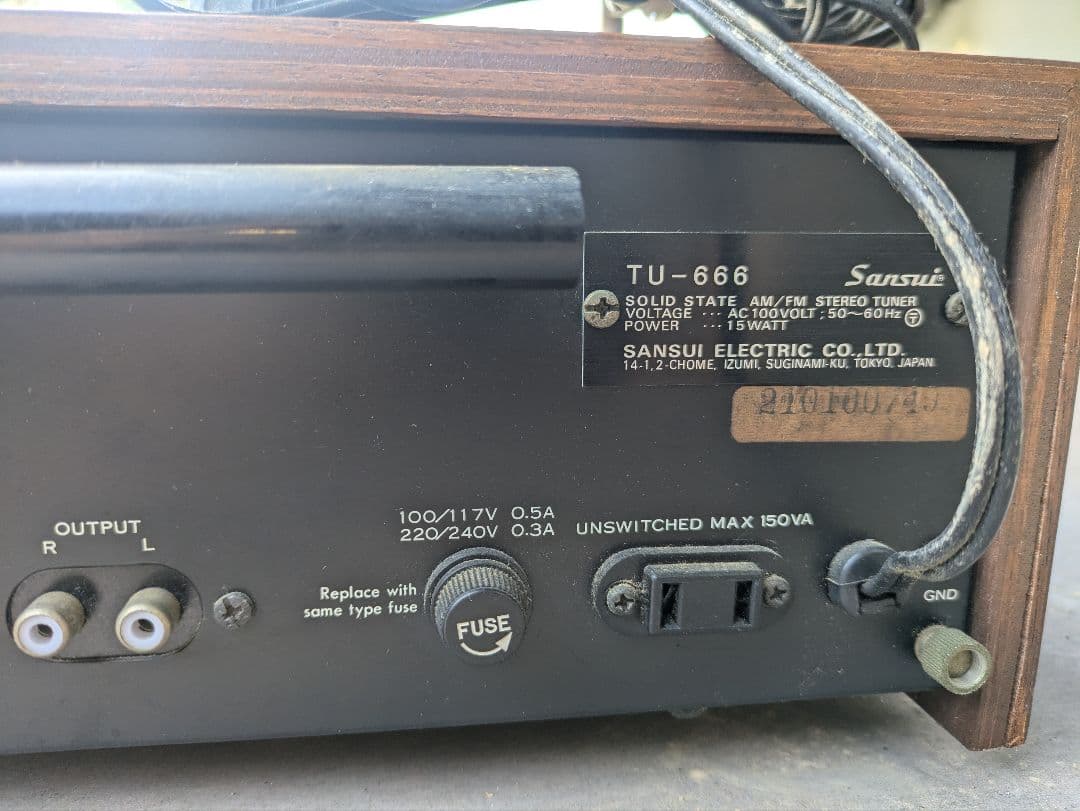 TU-666 Sansui
SOLID STATE AM/FM STEREO TUNER
VOLTAGE ··· AC 100VOLT ; 50~60Hz T
POWER ··· 15WATT
SANSUI ELECTRIC CO.,LTD.
14-1, 2-CHOME, IZUMI, SUGINAMI-KU, TOKYO, JAPAN
OUTPUT
R L
100/117V 0.5A
220/240V 0.3A
Replace with
same type fuse
FUSE
UNSWITCHED MAX 150VA
GND